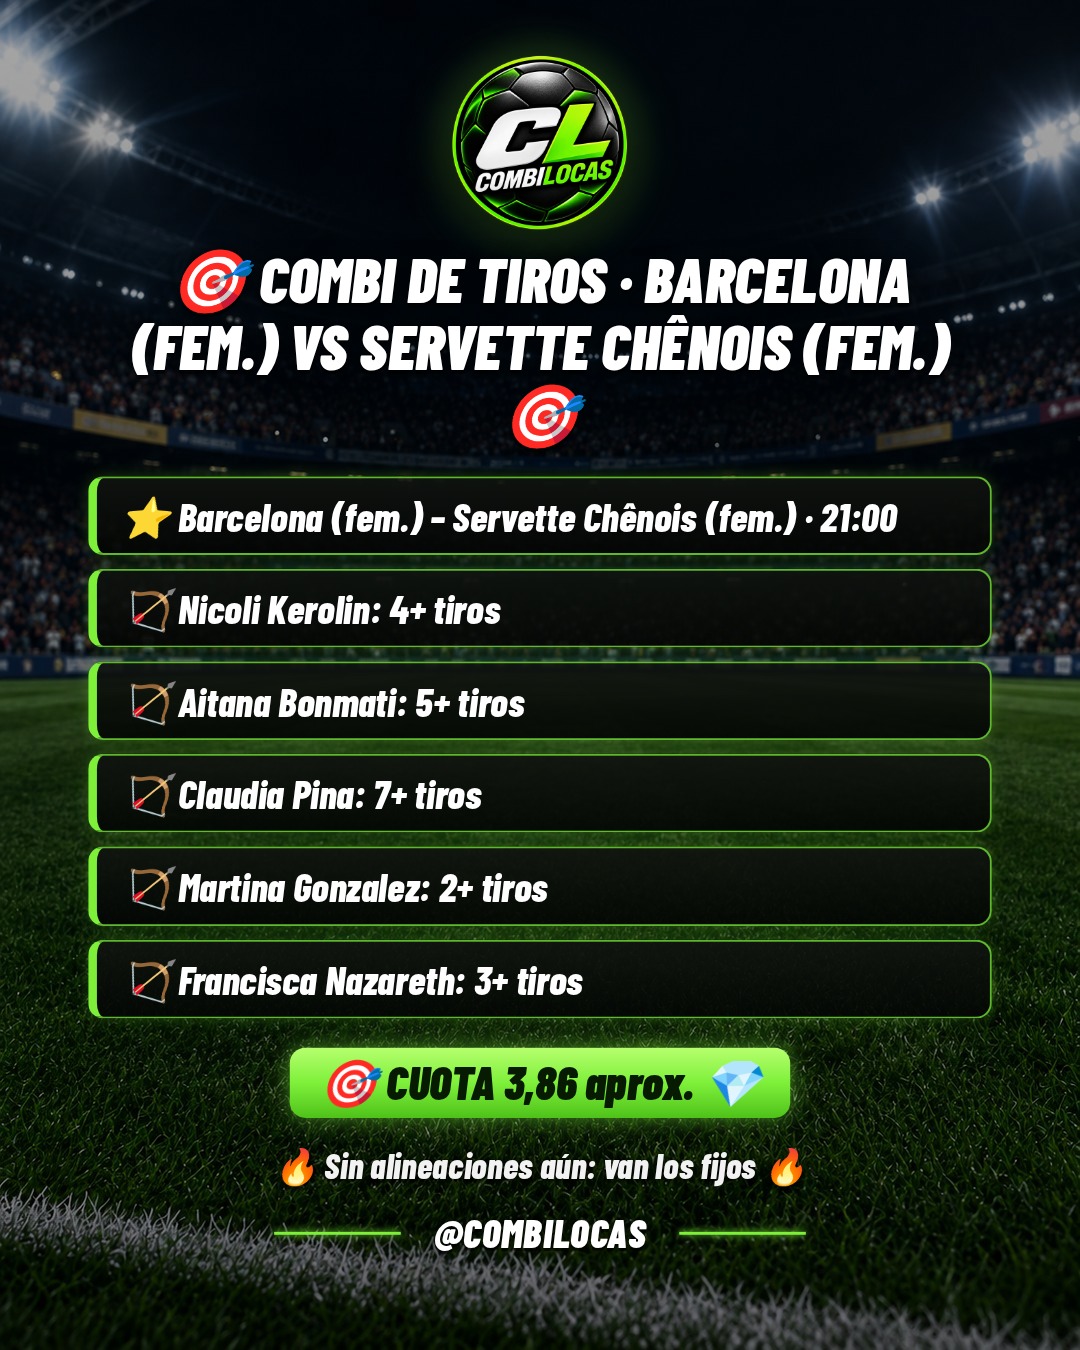 CL
COMBILOCAS
🎯 COMBI DE TIROS · BARCELONA
(FEM.) VS SERVETTE CHÊNOIS (FEM.)
🎯
⭐ Barcelona (fem.) – Servette Chênois (fem.) · 21:00
🏹 Nicoli Kerolin: 4+ tiros
🏹 Aitana Bonmati: 5+ tiros
🏹 Claudia Pina: 7+ tiros
🏹 Martina Gonzalez: 2+ tiros
🏹 Francisca Nazareth: 3+ tiros
🎯 CUOTA 3,86 aprox. 💎
🔥 Sin alineaciones aún: van los fijos 🔥
@COMBILOCAS